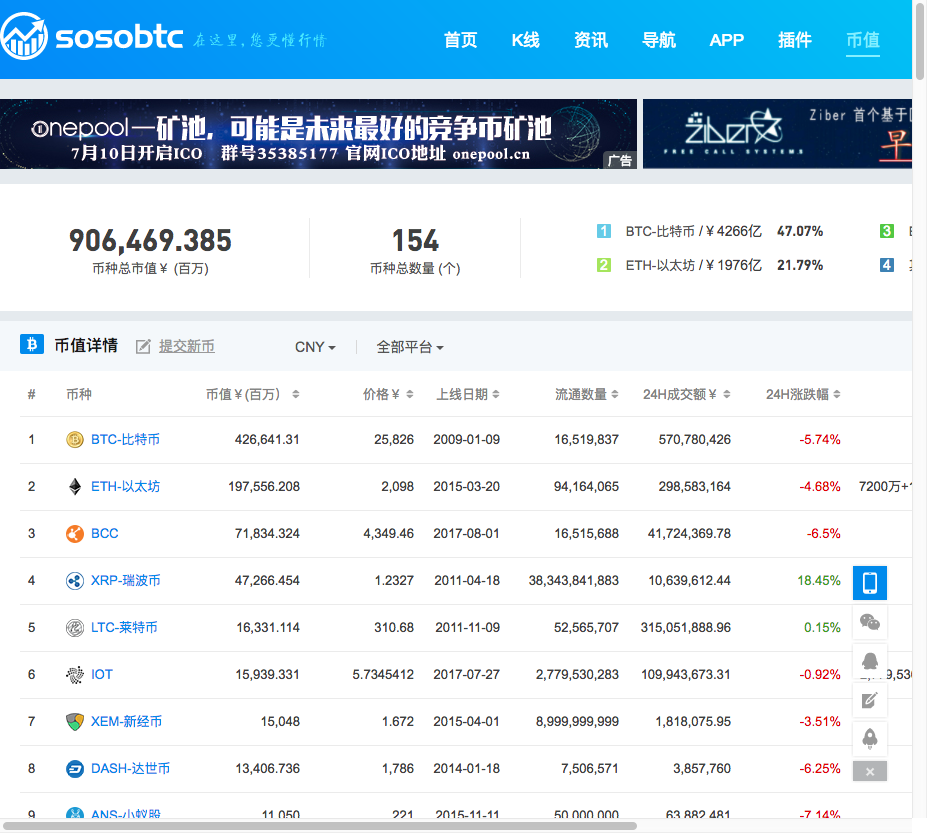 sosobtc 在这里,您更懂行情 首页 K线 资讯 导航 APP 插件 币值
onepool—矿池，可能是未来最好的竞争币矿池
7月10日开启ICO 群号35385177 官网ICO地址 onepool.cn
广告
Ziber 首个基于
ZIBER
FREE CALL SYSTEMS
早
906,469.385
币种总市值¥ (百万)
154
币种总数量 (个)
1 BTC-比特币 / ¥ 4266亿 47.07%
3
2 ETH-以太坊 / ¥ 1976亿 21.79%
4
币值详情 提交新币 CNY 全部平台
# 币种 币值¥(百万) 价格¥ 上线日期 流通数量 24H成交额¥ 24H涨跌幅
1 BTC-比特币 426,641.31 25,826 2009-01-09 16,519,837 570,780,426 -5.74%
2 ETH-以太坊 197,556.208 2,098 2015-03-20 94,164,065 298,583,164 -4.68% 7200万+
3 BCC 71,834.324 4,349.46 2017-08-01 16,515,688 41,724,369.78 -6.5%
4 XRP-瑞波币 47,266.454 1.2327 2011-04-18 38,343,841,883 10,639,612.44 18.45%
5 LTC-莱特币 16,331.114 310.68 2011-11-09 52,565,707 315,051,888.96 0.15%
6 IOT 15,939.331 5.7345412 2017-07-27 2,779,530,283 109,943,673.31 -0.92%
7 XEM-新经币 15,048 1.672 2015-04-01 8,999,999,999 1,818,075.95 -3.51%
8 DASH-达世币 13,406.736 1,786 2014-01-18 7,506,571 3,857,760 -6.25%
9 ANS-小蚁股 11,050 221 2015-11-11 50,000,000 63,882,481 -7.14%